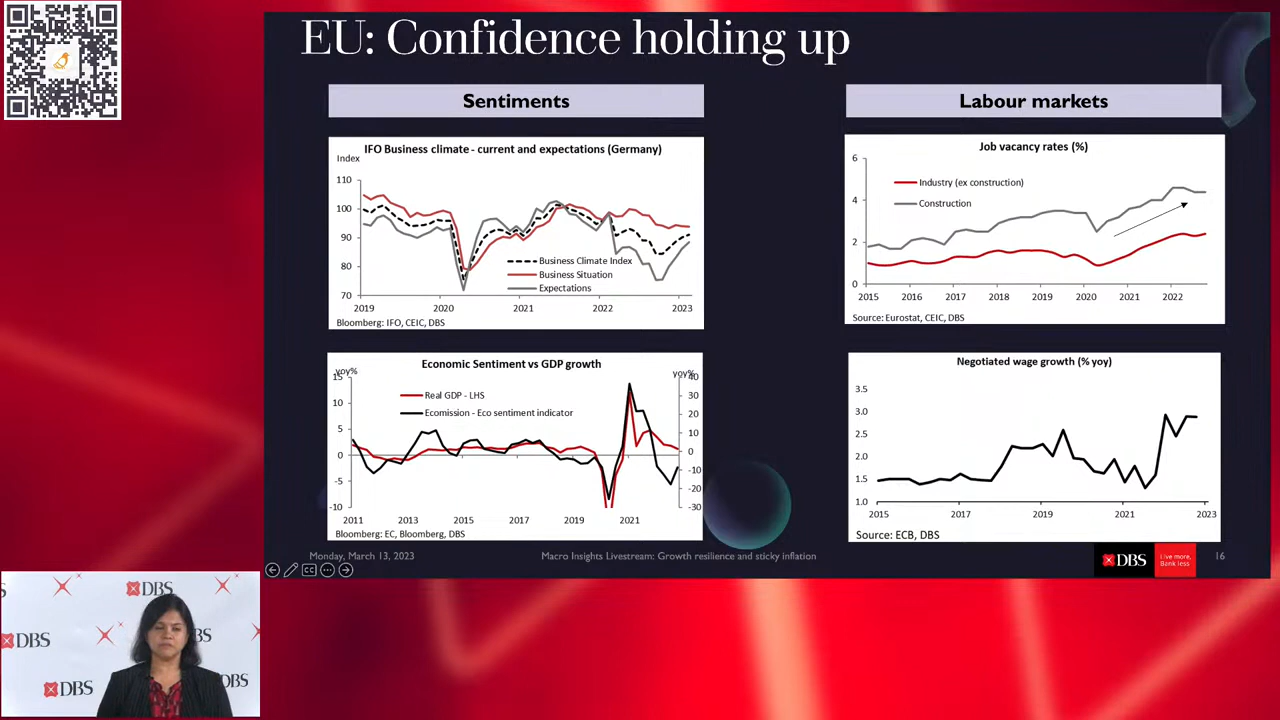 EU: Confidence holding up
Sentiments
IFO Business climate - current and expectations (Germany)
Index
110
100
90
80
70
Business Climate Index
Business Situation
Expectations
2019 2020 2021 2022 2023
Bloomberg: IFO, CEIC, DBS
Economic Sentiment vs GDP growth
yoy%
yoy%
15
10
5
0
-5
-10
40
30
20
10
0
-10
-20
-30
Real GDP - LHS
Ecomission - Eco sentiment indicator
2011 2013 2015 2017 2019 2021
Bloomberg: EC, Bloomberg, DBS
Labour markets
Job vacancy rates (%)
6
4
2
0
Industry (ex construction)
Construction
2015 2016 2017 2018 2019 2020 2021 2022
Source: Eurostat, CEIC, DBS
Negotiated wage growth (% yoy)
3.5
3.0
2.5
2.0
1.5
1.0
2015 2017 2019 2021 2023
Source: ECB, DBS
Monday, March 13, 2023
Macro Insights Livestream: Growth resilience and sticky inflation
DBS
Live more,
Bank less
16
CC
DBS
DBS
BS
DBS
DBS